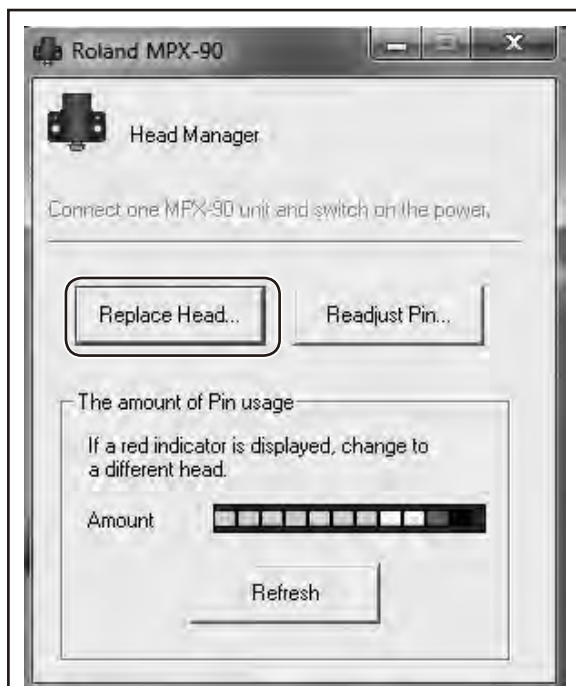 Roland MPX-90
Head Manager
Connect one MPX-90 unit and switch on the power.
Replace Head... Readjust Pin...
The amount of Pin usage
If a red indicator is displayed, change to
a different head.
Amount
Refresh